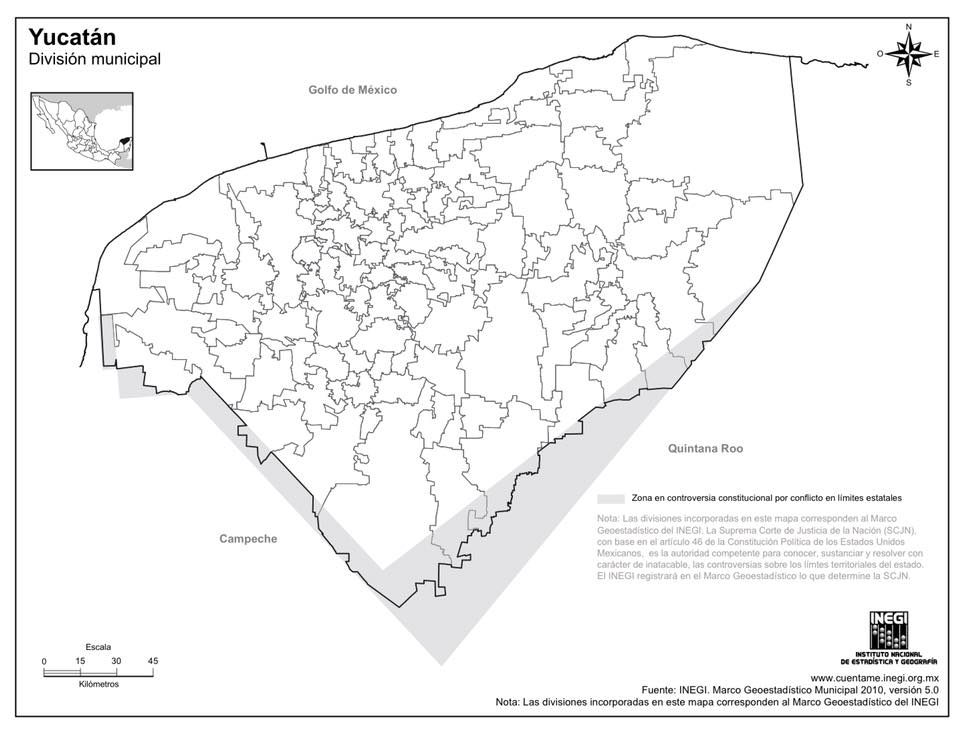 Yucatán
División municipal
N
O
E
S
Golfo de México
Quintana Roo
Zona en controversia constitucional por conflicto en límites estatales
Nota: Las divisiones incorporadas en este mapa corresponden al Marco
Geoestadístico del INEGI, La Suprema Corte de Justicia de la Nación (SCJN),
con base en el artículo 46 de la Constitución Política de los Estados Unidos
Mexicanos, es la autoridad competente para conocer, sustanciar y resolver con
carácter de inatacable, las controversias sobre los límtes territoriales del estado.
El INEGI registrará en el Marco Geoestadístico lo que determine la SCJN.
Campeche
INEGI
INSTITUTO NACIONAL
DE ESTADÍSTICA Y GEOGRAFÍA
Escala
0 15 30 45
Kilómetros
www.cuentame.inegi.org.mx
Fuente: INEGI. Marco Geoestadístico Municipal 2010, versión 5.0
Nota: Las divisiones incorporadas en este mapa corresponden al Marco Geoestadístico del INEGI